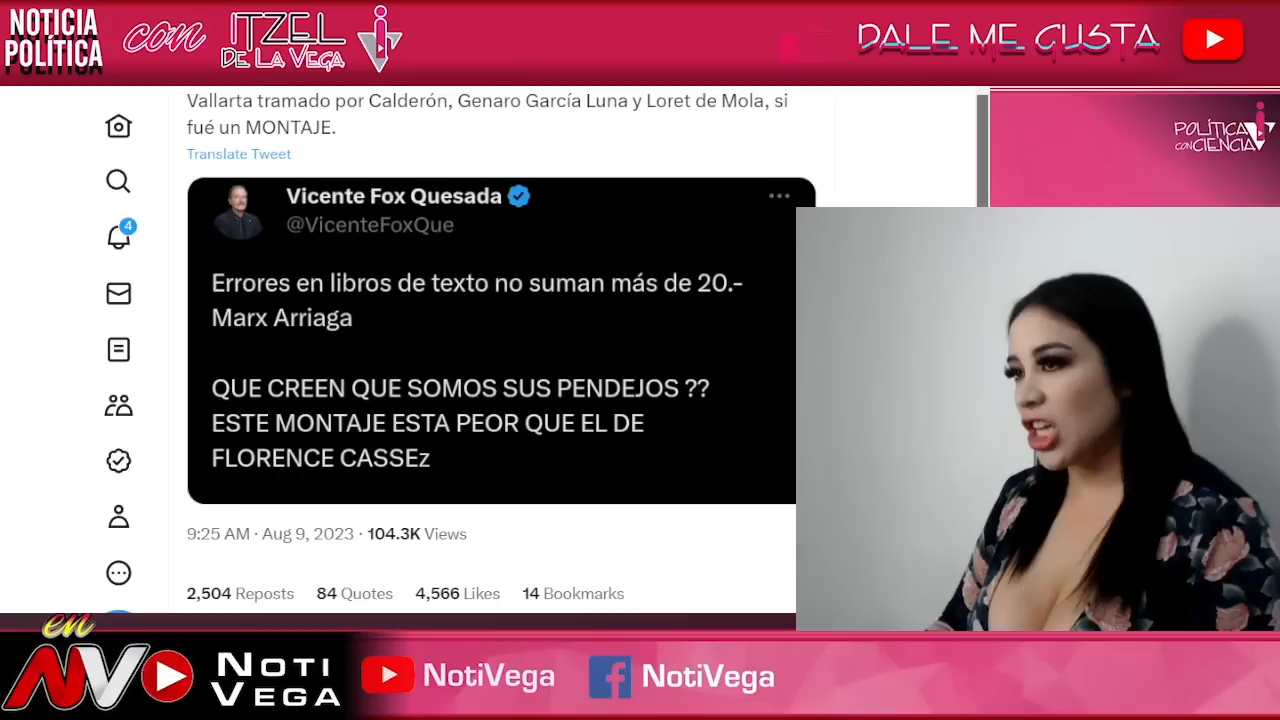 NOTICIA
POLÍTICA
con
ITZEL
DE LA VEGA
DALE ME GUSTA
POLÍTICA
CON CIENCIA
Vallarta tramado por Calderón, Genaro García Luna y Loret de Mola, si
fué un MONTAJE.
Translate Tweet
Vicente Fox Quesada
@VicenteFoxQue
Errores en libros de texto no suman más de 20.-
Marx Arriaga
QUE CREEN QUE SOMOS SUS PENDEJOS ??
ESTE MONTAJE ESTA PEOR QUE EL DE
FLORENCE CASSEz
4
9:25 AM · Aug 9, 2023 · 104.3K Views
2,504 Reposts 84 Quotes 4,566 Likes 14 Bookmarks
en
NV
NOTI
VEGA
NotiVega
NotiVega